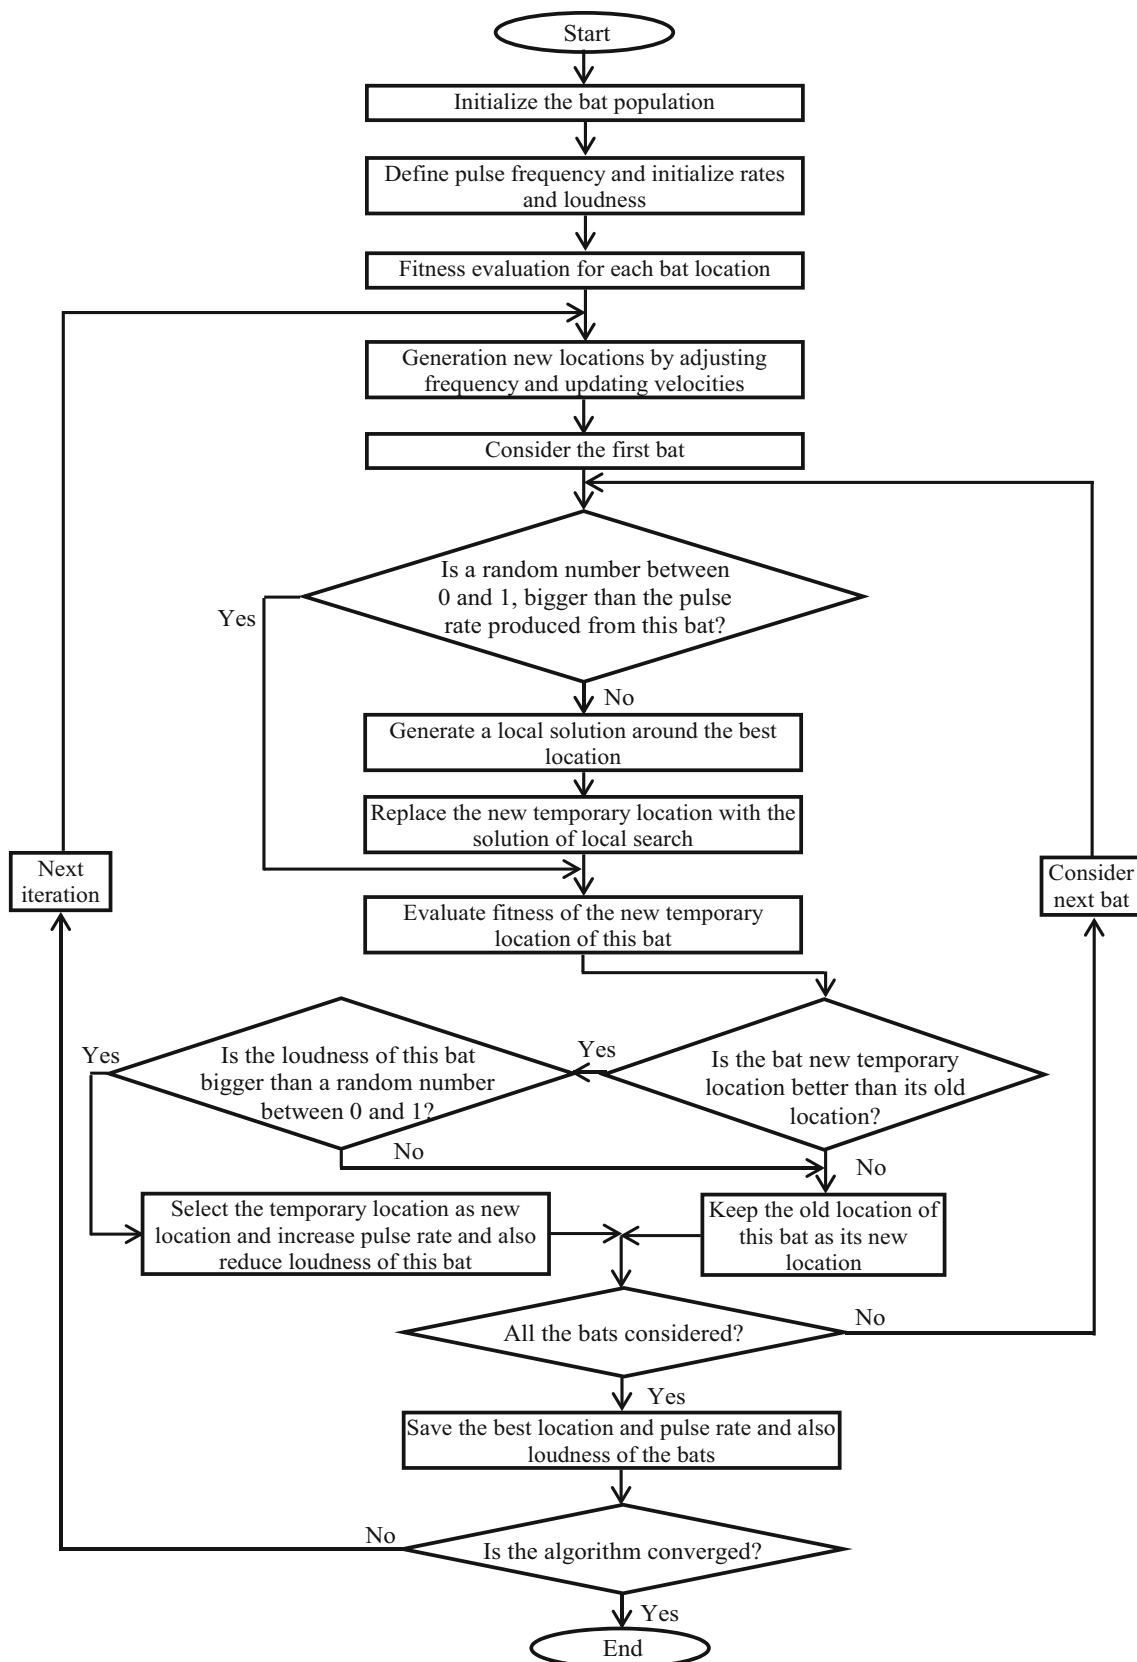 Start
Initialize the bat population
Define pulse frequency and initialize rates
and loudness
Fitness evaluation for each bat location
Generation new locations by adjusting
frequency and updating velocities
Consider the first bat
Is a random number between
0 and 1, bigger than the pulse
rate produced from this bat?
Yes
No
Generate a local solution around the best
location
Replace the new temporary location with the
solution of local search
Next
iteration
Consider
next bat
Evaluate fitness of the new temporary
location of this bat
Yes
Is the loudness of this bat
bigger than a random number
between 0 and 1?
Yes
Is the bat new temporary
location better than its old
location?
No
No
Select the temporary location as new
location and increase pulse rate and also
reduce loudness of this bat
Keep the old location of
this bat as its new
location
All the bats considered?
No
Yes
Save the best location and pulse rate and also
loudness of the bats
No
Is the algorithm converged?
Yes
End